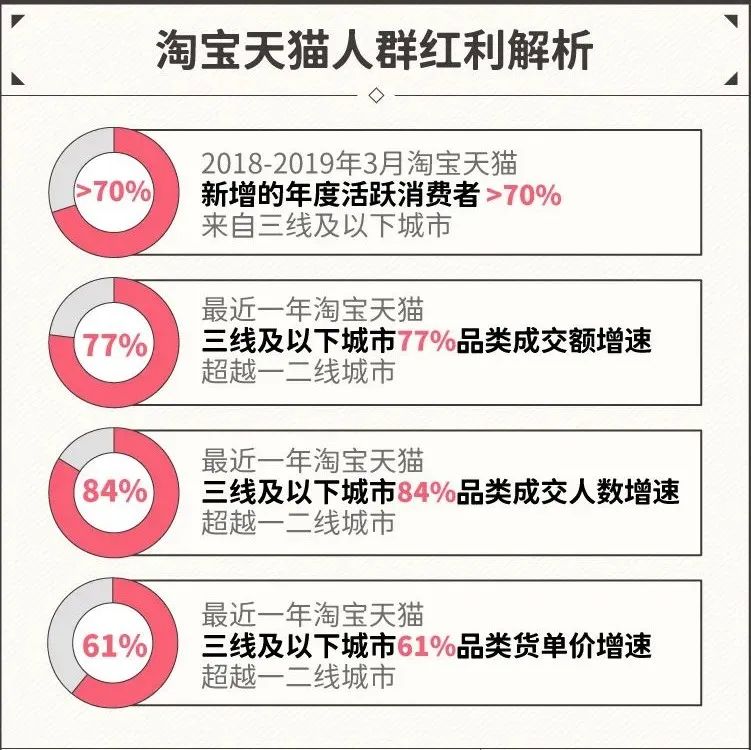 淘宝天猫人群红利解析
>70%
2018-2019年3月淘宝天猫
新增的年度活跃消费者 >70%
来自三线及以下城市
77%
最近一年淘宝天猫
三线及以下城市77%品类成交额增速
超越一二线城市
84%
最近一年淘宝天猫
三线及以下城市84%品类成交人数增速
超越一二线城市
61%
最近一年淘宝天猫
三线及以下城市61%品类货单价增速
超越一二线城市